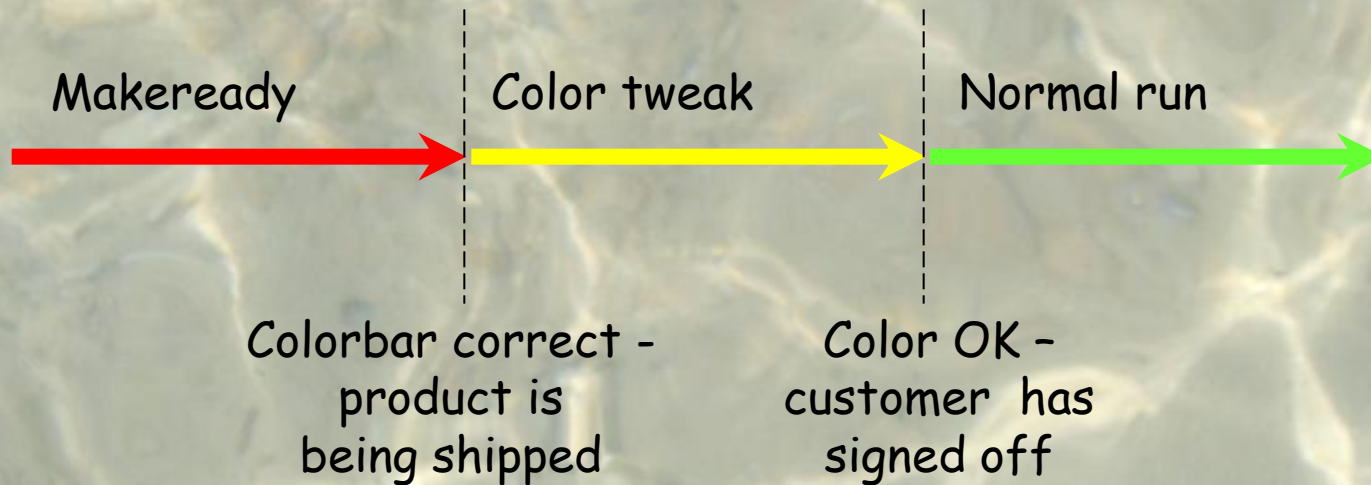 Makeready
Color tweak
Normal run
Colorbar correct -
product is
being shipped
Color OK –
customer  has
signed off